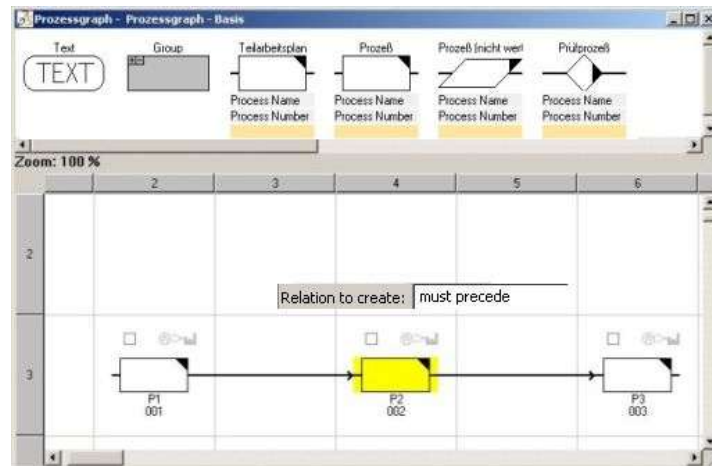 Prozessgraph - Prozessgraph - Basis
Text Group Teilarbeitsplan Prozeß Prozeß (nicht wert Prüfprozeß
TEXT
Process Name Process Name Process Name Process Name
Process Number Process Number Process Number Process Number
Zoom: 100 %
2 3 4 5 6
2
Relation to create: must precede
3
P1 P2 P3
001 002 003